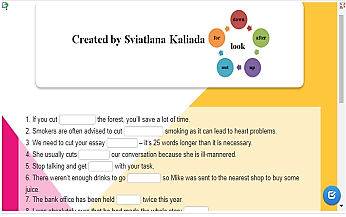 down
for
after
Created by Sviatlana Kaliada
look
out
up
1. If you cut the forest, you'll save a lot of time.
2. Smokers are often advised to cut smoking as it can lead to heart problems.
3. We need to cut your essay – it's 25 words longer than it is necessary.
4. She usually cuts our conversation because she is ill-mannered.
5. Stop talking and get with your task.
6. There weren't enough drinks to go so Mike was sent to the nearest shop to buy some
juice.
7. The bank office has been held twice this year.